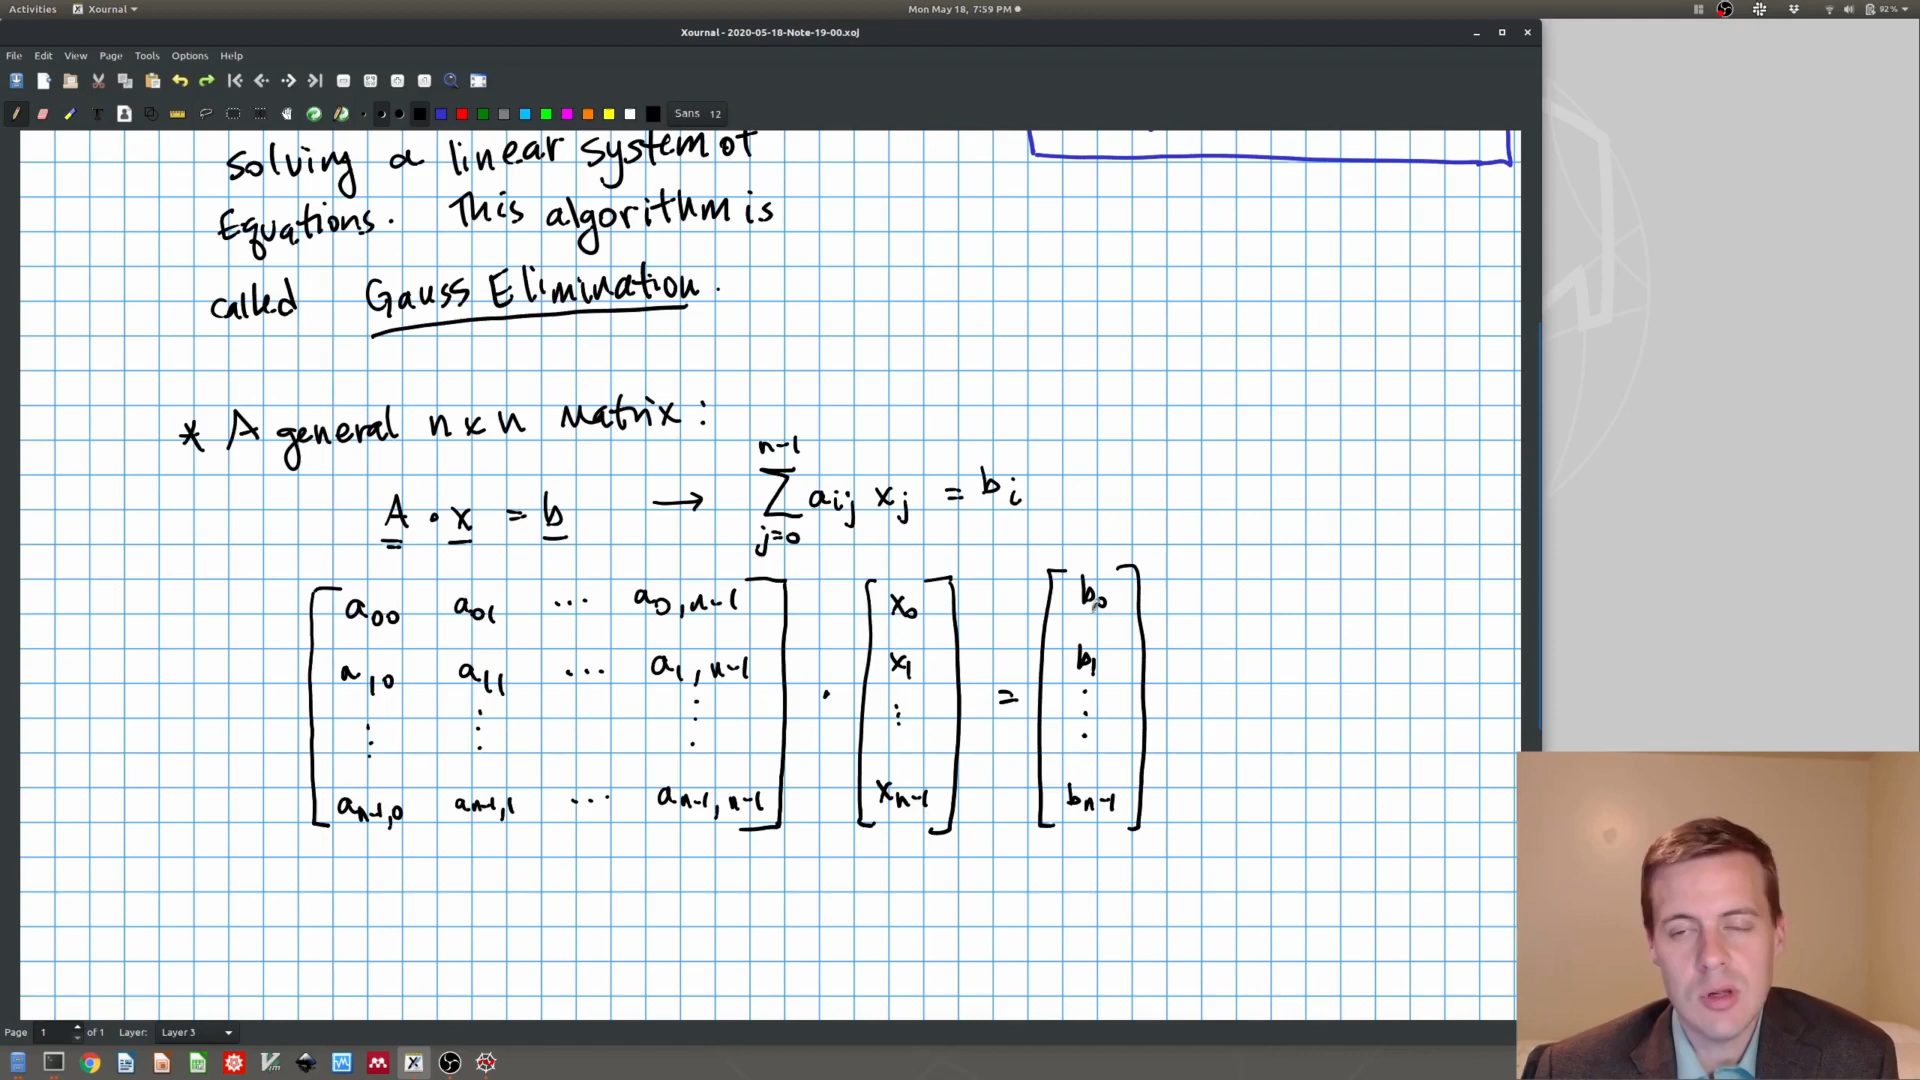 Activities Xournal Mon May 18, 7:59 PM 92 %
Xournal - 2020-05-18-Note-19-00.xoj
File Edit View Page Journal Tools Options Help
Sans 12
solving a linear system of
Equations. This algorithm is
called Gauss Elimination.
* A general n x n Matrix:
A · x = b → n-1 ∑ j=0 aij xj = bi
a00 a01 ... a0,n-1 x0 b0
a10 a11 ... a1,n-1 x1 b1
⋮ ⋮ ⋮ · ⋮ = ⋮
an-1,0 an-1,1 ... an-1,n-1 xn-1 bn-1
Page 1 of 1 Layer: Layer 3